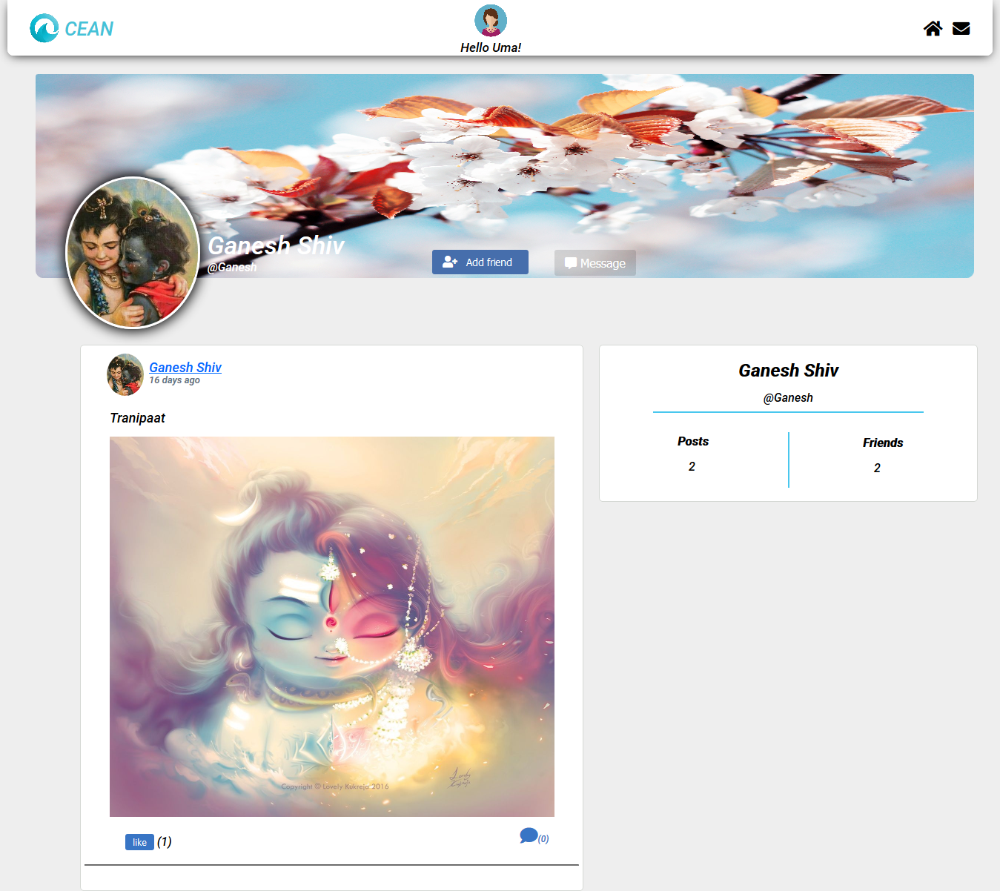 CEAN
Hello Uma!
Ganesh Shiv
@Ganesh
Add friend
Message
Ganesh Shiv
16 days ago
Tranipaat
Copyright © Lovely Kukreja 2016
Lovely
like (1)
(0)
Ganesh Shiv
@Ganesh
Posts
2
Friends
2